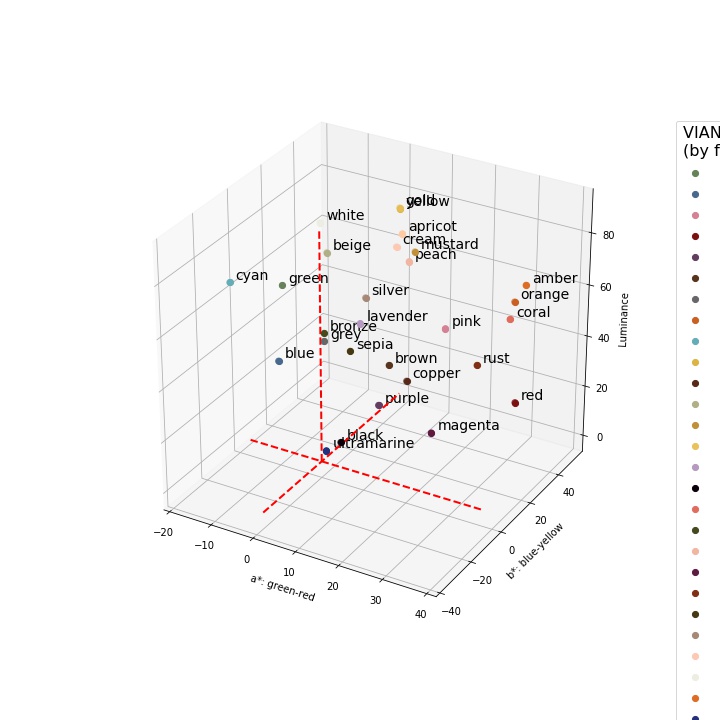 VIAN
(by f
gold
yellow
white
apricot
cream
mustard
beige
peach
cyan
green
amber
silver
orange
coral
lavender
pink
bronze
grey
sepia
blue
brown
rust
copper
purple
red
magenta
black
ultramarine
80
60
40
20
0
Luminance
−20
−10
0
10
20
30
40
a*: green-red
−40
−20
0
20
40
b*: blue-yellow